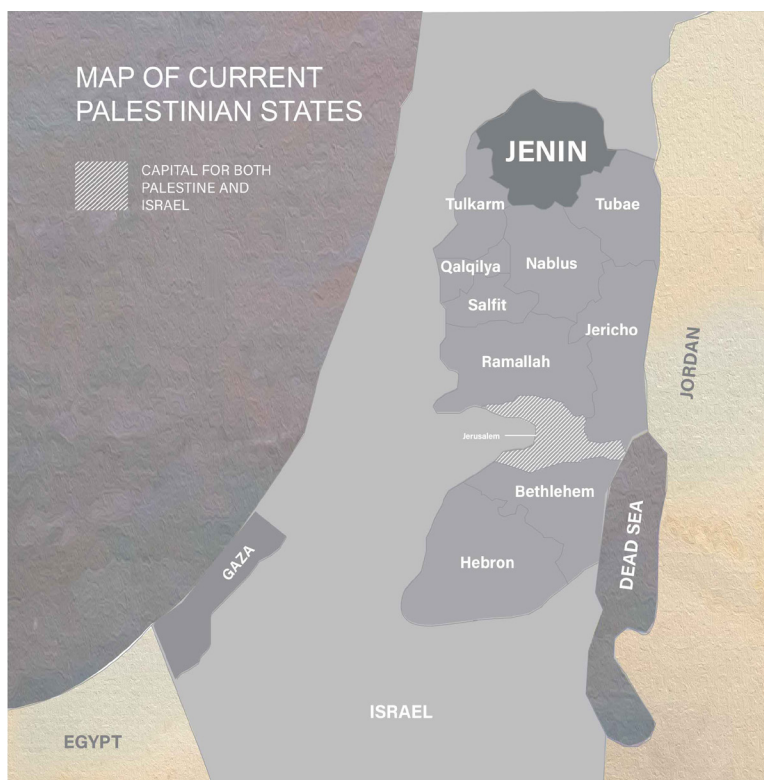 MAP OF CURRENT
PALESTINIAN STATES
CAPITAL FOR BOTH
PALESTINE AND
ISRAEL
JENIN
Tulkarm
Tubae
Qalqilya
Nablus
Salfit
Jericho
Ramallah
JORDAN
Jerusalem
Bethlehem
DEAD SEA
GAZA
Hebron
ISRAEL
EGYPT